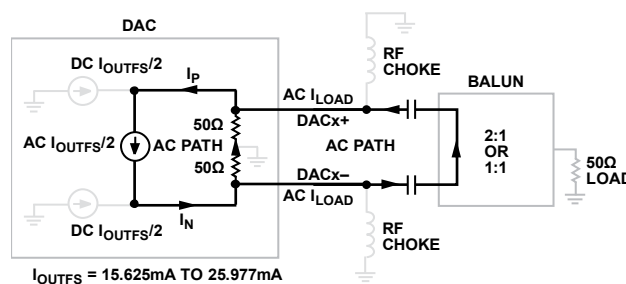 DAC
DC IOUTFS/2
IP
RF
CHOKE
BALUN
AC ILOAD
DACx+
50Ω
AC IOUTFS/2
AC PATH
50Ω
AC PATH
2:1
OR
1:1
50Ω
LOAD
DACx–
AC ILOAD
IN
DC IOUTFS/2
RF
CHOKE
IOUTFS = 15.625mA TO 25.977mA